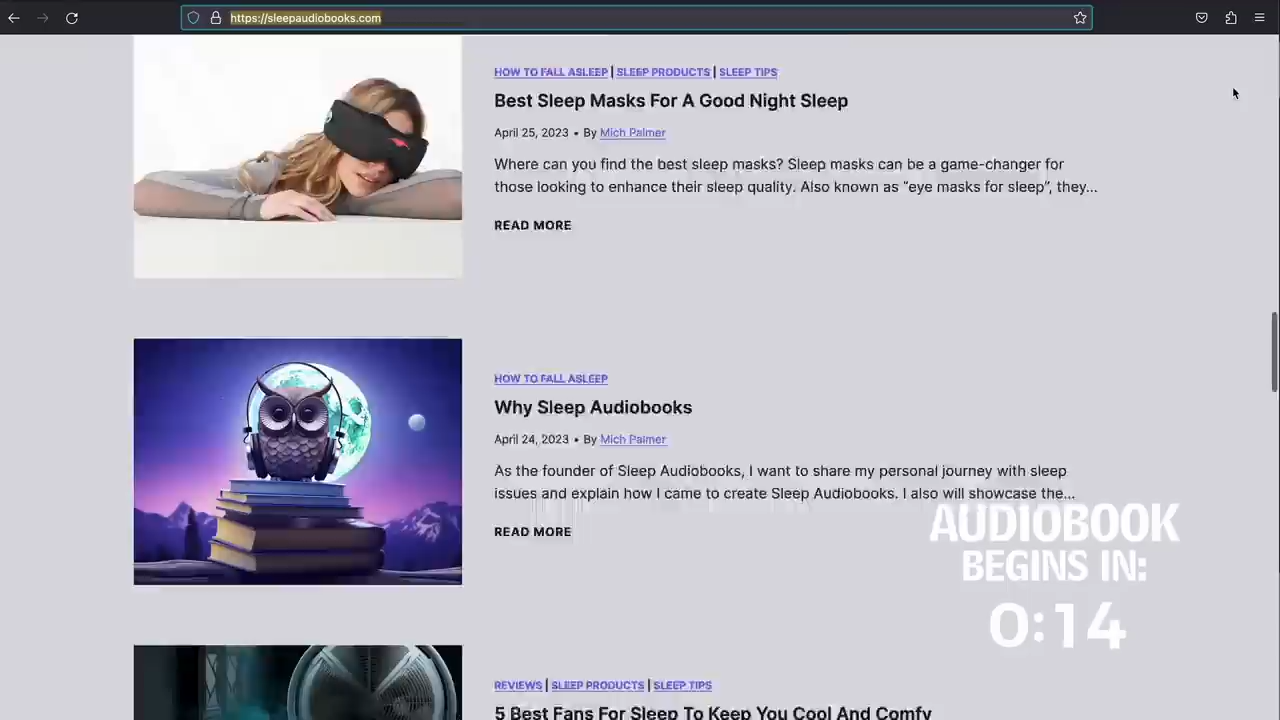 https://sleepaudiobooks.com
HOW TO FALL ASLEEP | SLEEP PRODUCTS | SLEEP TIPS
Best Sleep Masks For A Good Night Sleep
April 25, 2023 • By Mich Palmer
Where can you find the best sleep masks? Sleep masks can be a game-changer for
those looking to enhance their sleep quality. Also known as “eye masks for sleep”, they...
READ MORE
HOW TO FALL ASLEEP
Why Sleep Audiobooks
April 24, 2023 • By Mich Palmer
As the founder of Sleep Audiobooks, I want to share my personal journey with sleep
issues and explain how I came to create Sleep Audiobooks. I also will showcase the...
READ MORE
AUDIOBOOK
BEGINS IN:
0:14
REVIEWS | SLEEP PRODUCTS | SLEEP TIPS
5 Best Fans For Sleep To Keep You Cool And Comfy